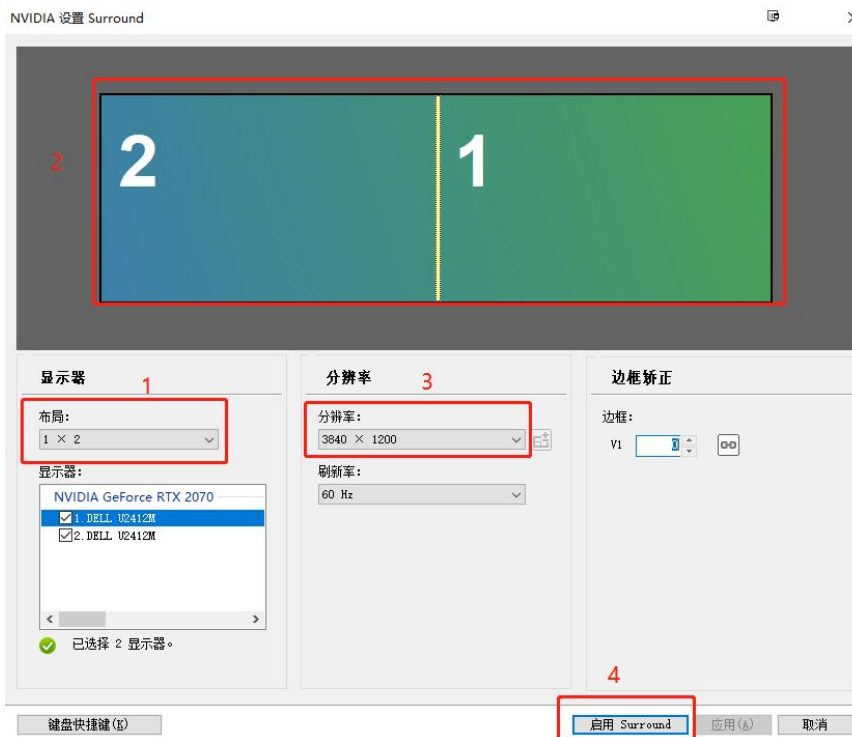 NVIDIA 设置 Surround
2
2
1
显示器
1
布局:
1 × 2
显示器:
NVIDIA GeForce RTX 2070
1. DELL U2412M
2. DELL U2412M
已选择 2 显示器。
分辨率
3
分辨率:
3840 × 1200
刷新率:
60 Hz
边框矫正
边框:
V1
0
4
键盘快捷键(K)
启用 Surround
应用(A)
取消